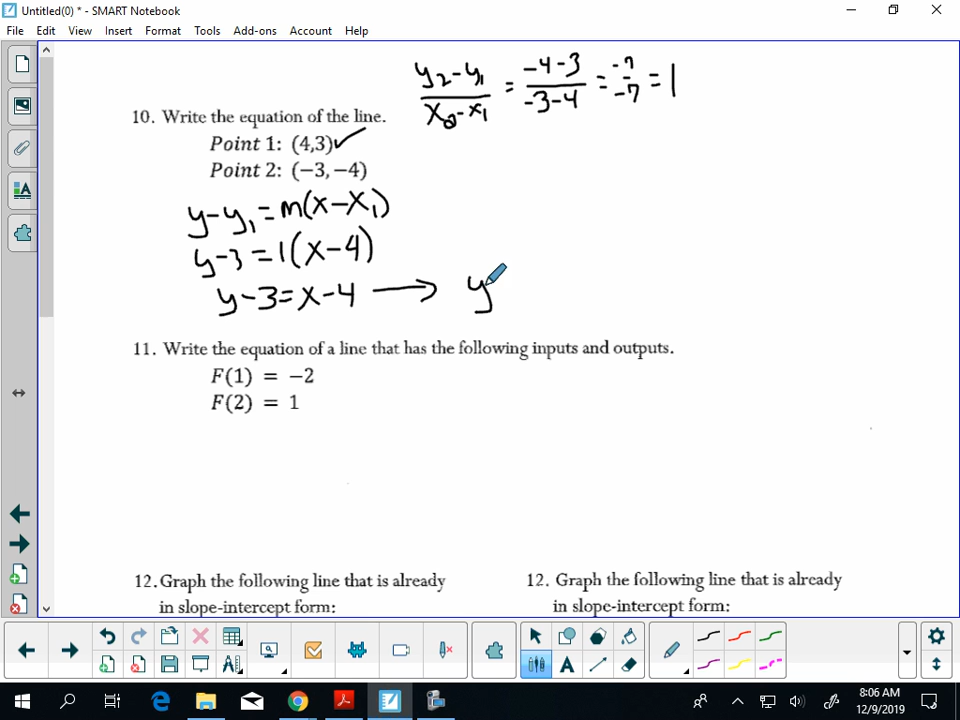 Untitled(0) * - SMART Notebook
File Edit View Insert Format Tools Add-ons Account Help
y₂-y₁/x₂-x₁ = -4-3/-3-4 = -7/-7 = 1
10. Write the equation of the line.
Point 1: (4,3) ✓
Point 2: (−3, −4)
y-y₁ = m(x-x₁)
y-3 = 1(x-4)
y-3 = x-4 → y
11. Write the equation of a line that has the following inputs and outputs.
F(1) = −2
F(2) = 1
12. Graph the following line that is already
in slope-intercept form:
12. Graph the following line that is already
in slope-intercept form:
8:06 AM
12/9/2019